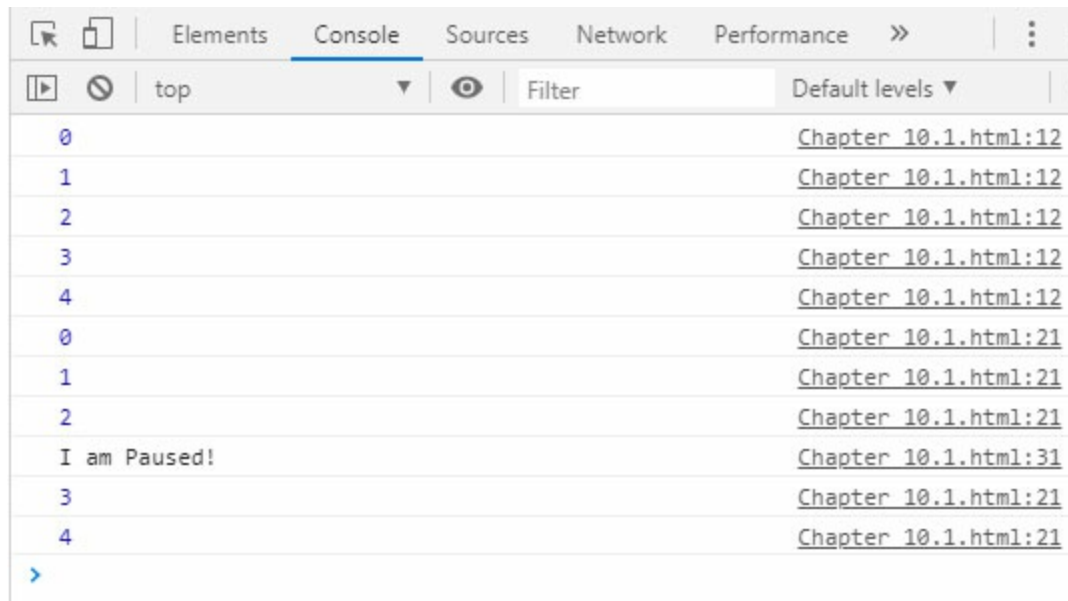 Elements Console Sources Network Performance »
top ▼ Filter Default levels ▼
0 Chapter 10.1.html:12
1 Chapter 10.1.html:12
2 Chapter 10.1.html:12
3 Chapter 10.1.html:12
4 Chapter 10.1.html:12
0 Chapter 10.1.html:21
1 Chapter 10.1.html:21
2 Chapter 10.1.html:21
I am Paused! Chapter 10.1.html:31
3 Chapter 10.1.html:21
4 Chapter 10.1.html:21